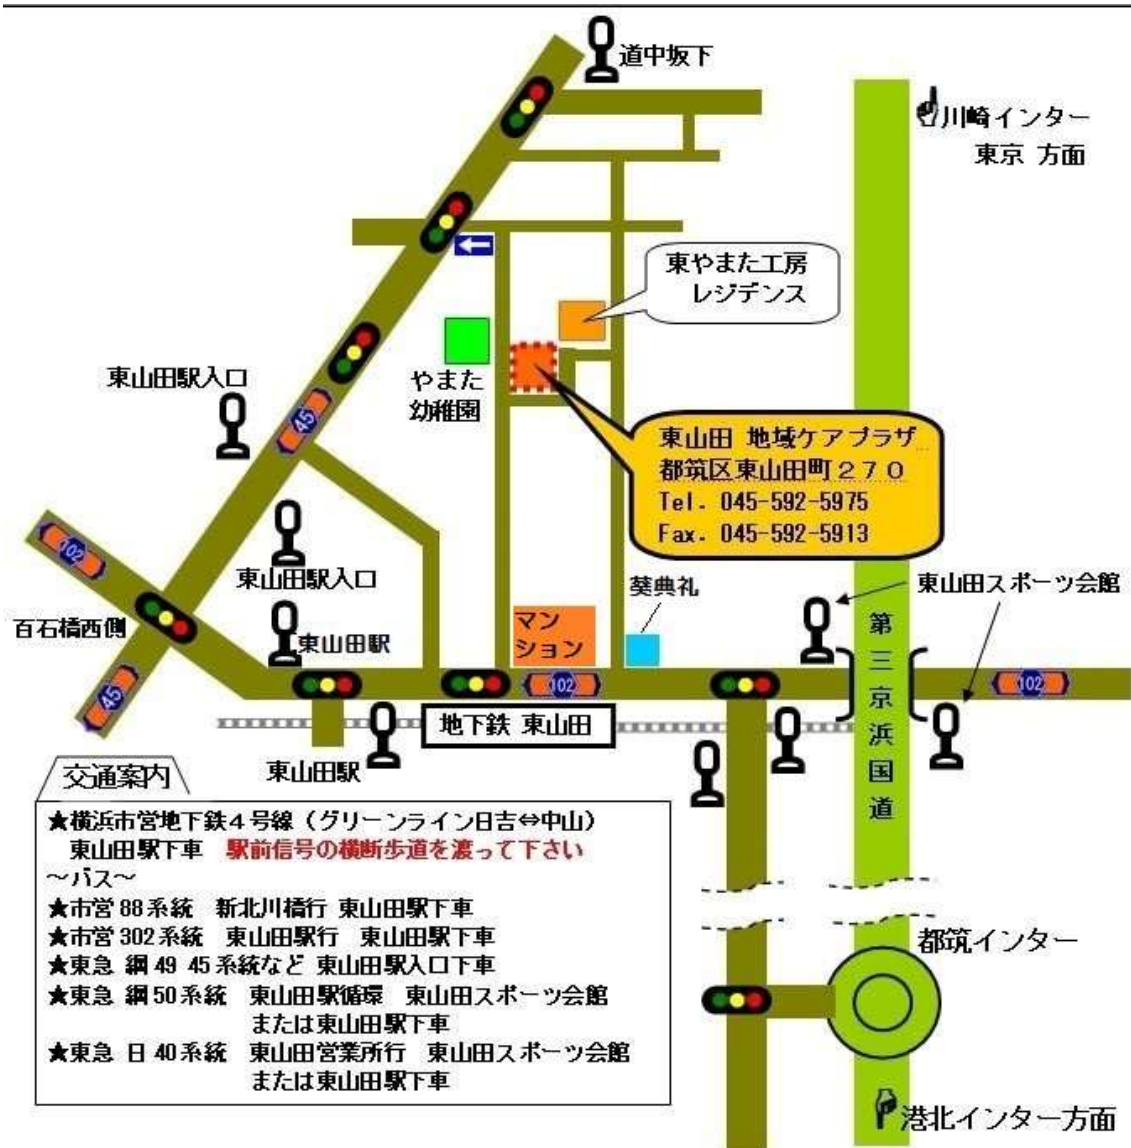 道中坂下
川崎インター
東京 方面
東やまた工房
レジデンス
やまた
幼稚園
東山田駅入口
45
東山田 地域ケアプラザ
都筑区東山田町270
Tel. 045-592-5975
Fax. 045-592-5913
102
東山田駅入口
葵典礼
東山田スポーツ会館
百石橋西側
東山田駅
マン
ション
第三京浜国道
45
102
102
地下鉄 東山田
東山田駅
交通案内
★横浜市営地下鉄4号線(グリーンライン日吉⇔中山)
東山田駅下車 駅前信号の横断歩道を渡って下さい
~バス~
★市営88系統 新北川橋行 東山田駅下車
★市営302系統 東山田駅行 東山田駅下車
★東急 綱49 45系統など 東山田駅入口下車
★東急 綱50系統 東山田駅循環 東山田スポーツ会館
または東山田駅下車
★東急 日40系統 東山田営業所行 東山田スポーツ会館
または東山田駅下車
都筑インター
港北インター方面